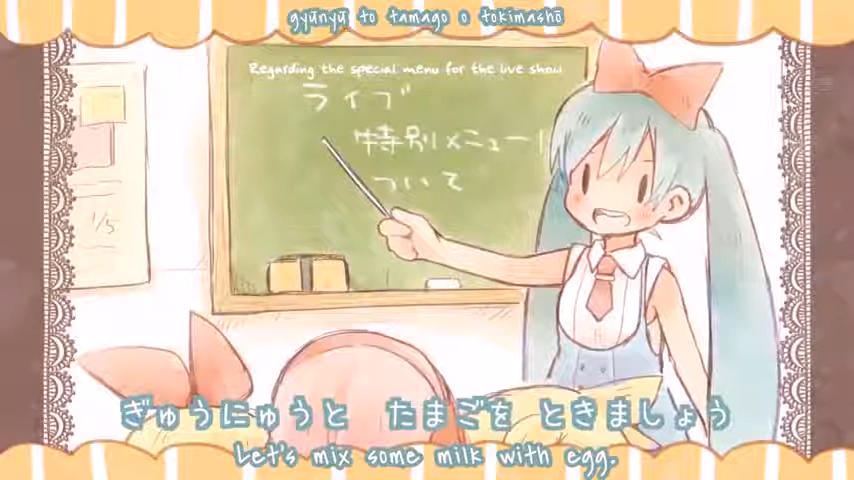 gyūnyū to tamago o tokimashō
Regarding the special menu for the live show
ライブ
特別メニュー
ついて
1/5
ぎゅうにゅうと たまごを ときましょう
Let's mix some milk with egg.